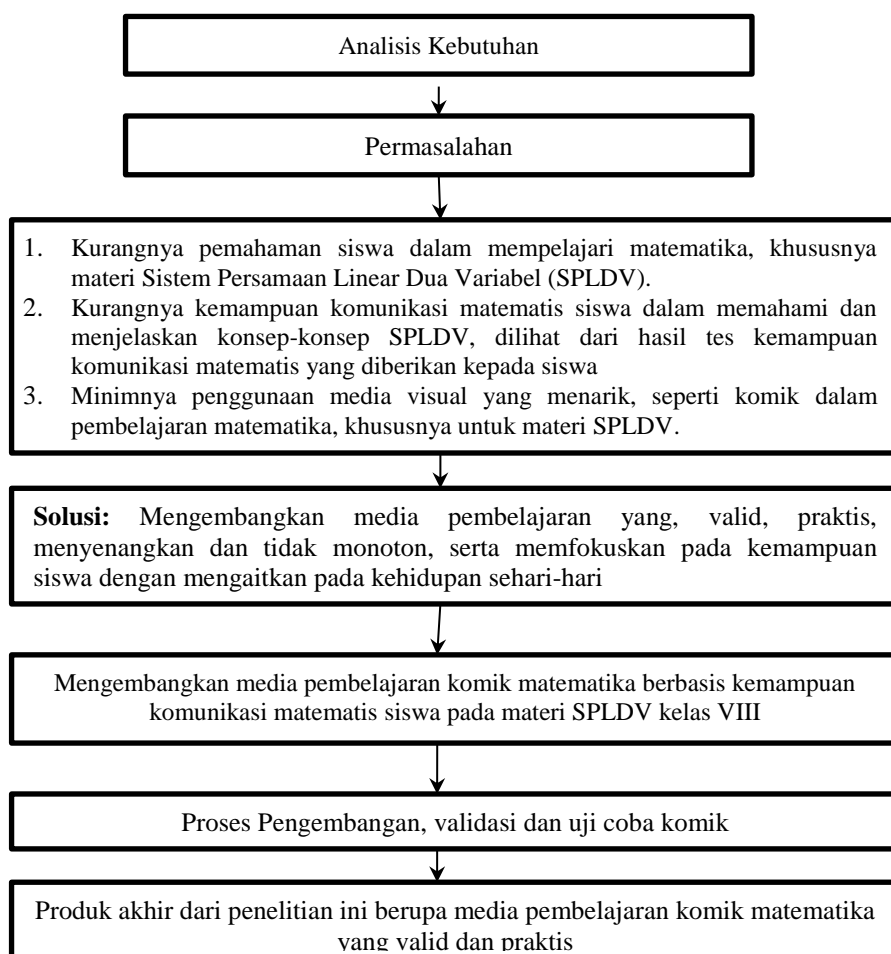 Analisis Kebutuhan
Permasalahan
1. Kurangnya pemahaman siswa dalam mempelajari matematika, khususnya
materi Sistem Persamaan Linear Dua Variabel (SPLDV).
2. Kurangnya kemampuan komunikasi matematis siswa dalam memahami dan
menjelaskan konsep-konsep SPLDV, dilihat dari hasil tes kemampuan
komunikasi matematis yang diberikan kepada siswa
3. Minimnya penggunaan media visual yang menarik, seperti komik dalam
pembelajaran matematika, khususnya untuk materi SPLDV.
Solusi: Mengembangkan media pembelajaran yang, valid, praktis,
menyenangkan dan tidak monoton, serta memfokuskan pada kemampuan
siswa dengan mengaitkan pada kehidupan sehari-hari
Mengembangkan media pembelajaran komik matematika berbasis kemampuan
komunikasi matematis siswa pada materi SPLDV kelas VIII
Proses Pengembangan, validasi dan uji coba komik
Produk akhir dari penelitian ini berupa media pembelajaran komik matematika
yang valid dan praktis